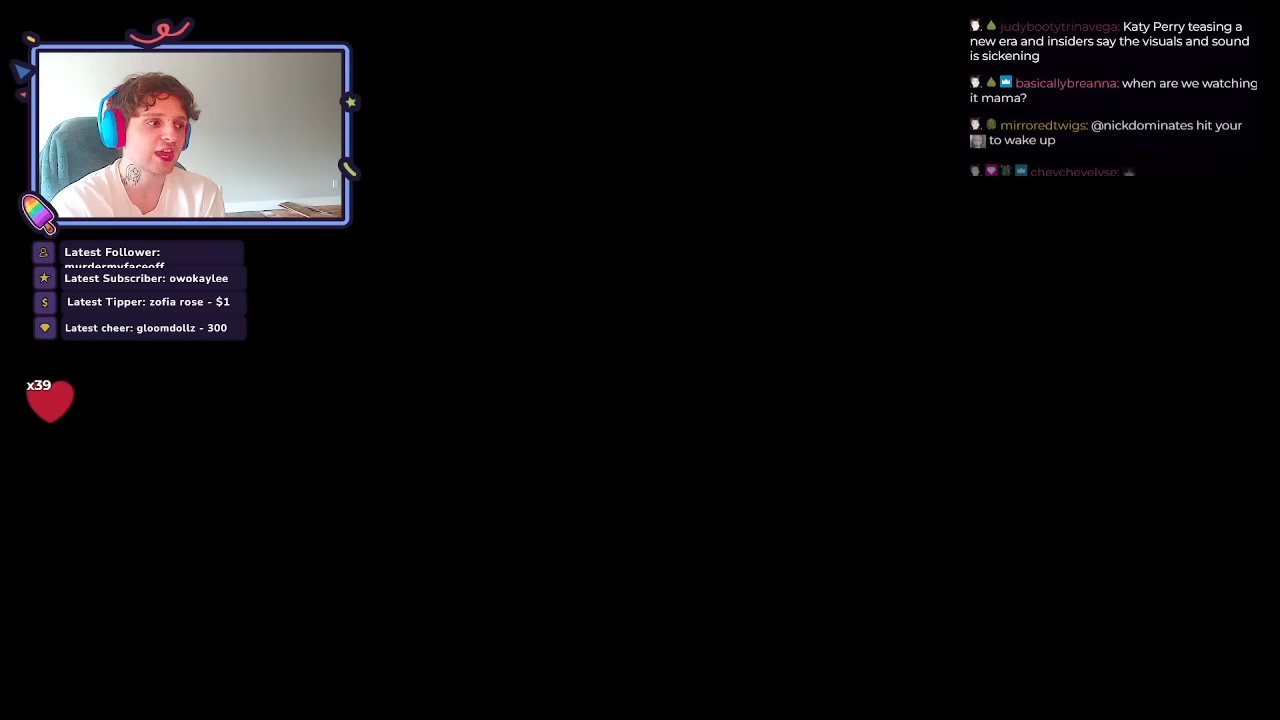 judybootytrinavega: Katy Perry teasing a
new era and insiders say the visuals and sound
is sickening
basicallybreanna: when are we watching
it mama?
mirroredtwigs: @nickdominates hit your
to wake up
chevchevelyse:
Latest Follower:
murdermyfaceoff
Latest Subscriber: owokaylee
Latest Tipper: zofia rose - $1
Latest cheer: gloomdollz - 300
x39